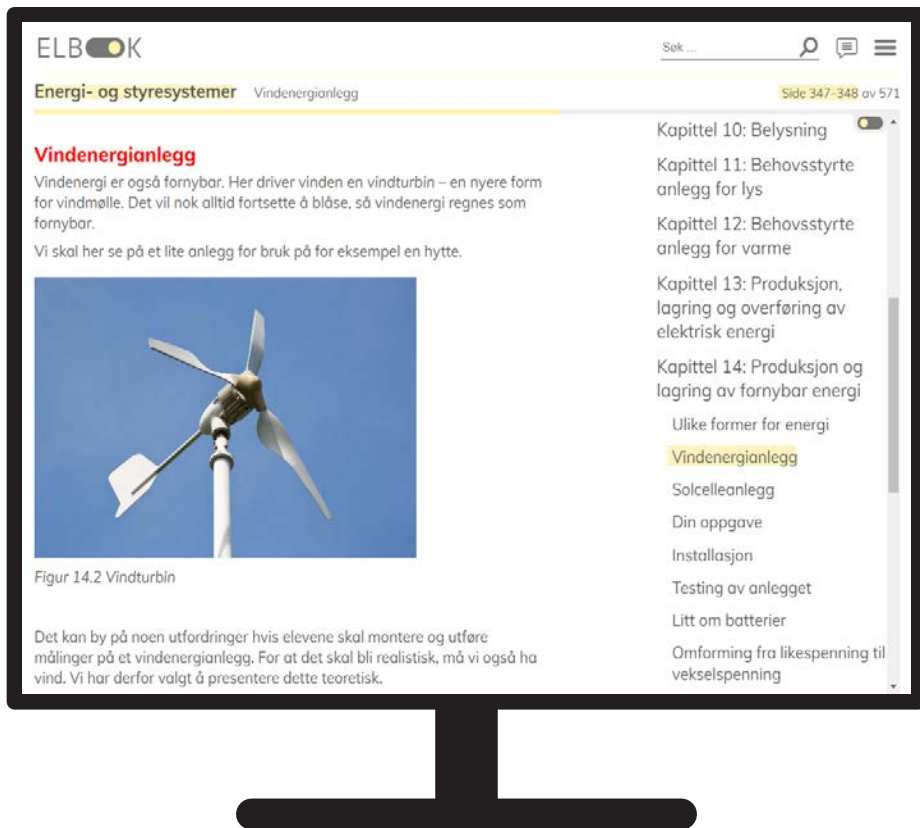 ELBOOK
Søk ...
Energi- og styresystemer Vindenergianlegg
Side 347–348 av 571
Vindenergianlegg
Vindenergi er også fornybar. Her driver vinden en vindturbin – en nyere form
for vindmølle. Det vil nok alltid fortsette å blåse, så vindenergi regnes som
fornybar.
Vi skal her se på et lite anlegg for bruk på for eksempel en hytte.
Figur 14.2 Vindturbin
Det kan by på noen utfordringer hvis elevene skal montere og utføre
målinger på et vindenergianlegg. For at det skal bli realistisk, må vi også ha
vind. Vi har derfor valgt å presentere dette teoretisk.
Kapittel 10: Belysning
Kapittel 11: Behovsstyrte
anlegg for lys
Kapittel 12: Behovsstyrte
anlegg for varme
Kapittel 13: Produksjon,
lagring og overføring av
elektrisk energi
Kapittel 14: Produksjon og
lagring av fornybar energi
Ulike former for energi
Vindenergianlegg
Solcelleanlegg
Din oppgave
Installasjon
Testing av anlegget
Litt om batterier
Omforming fra likespenning til
vekselspenning